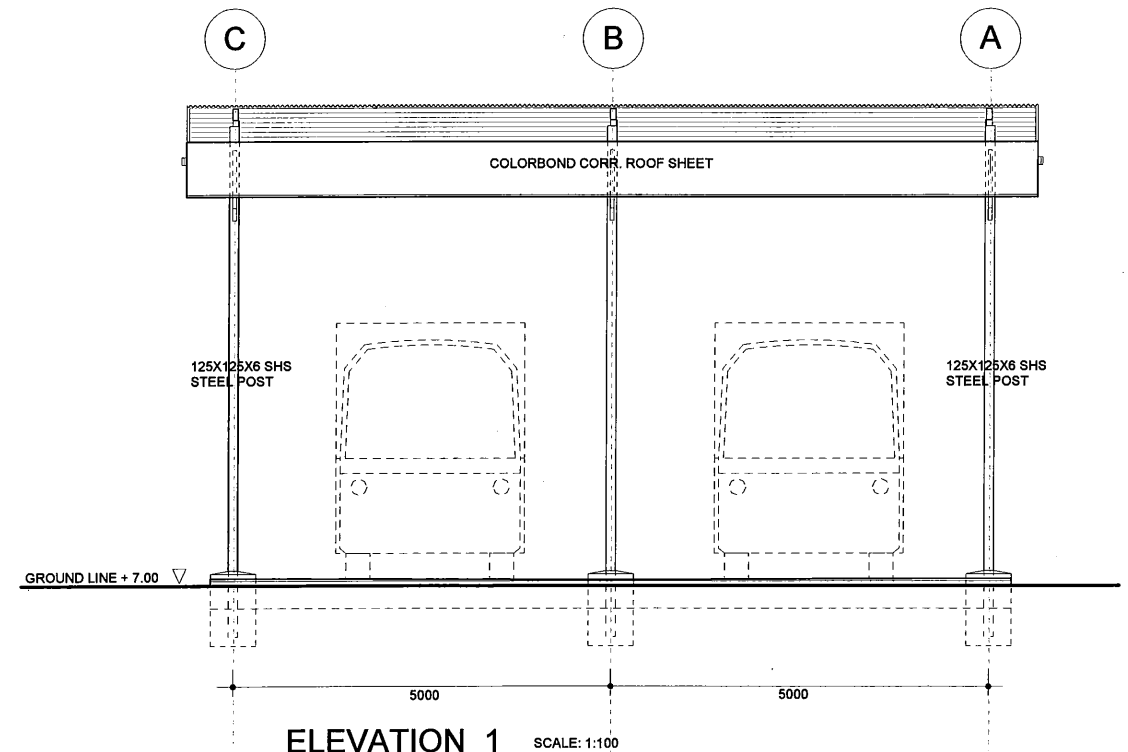 C
B
A
COLORBOND CORR. ROOF SHEET
125X125X6 SHS
STEEL POST
125X125X6 SHS
STEEL POST
GROUND LINE + 7.00
5000
5000
ELEVATION 1
SCALE: 1:100